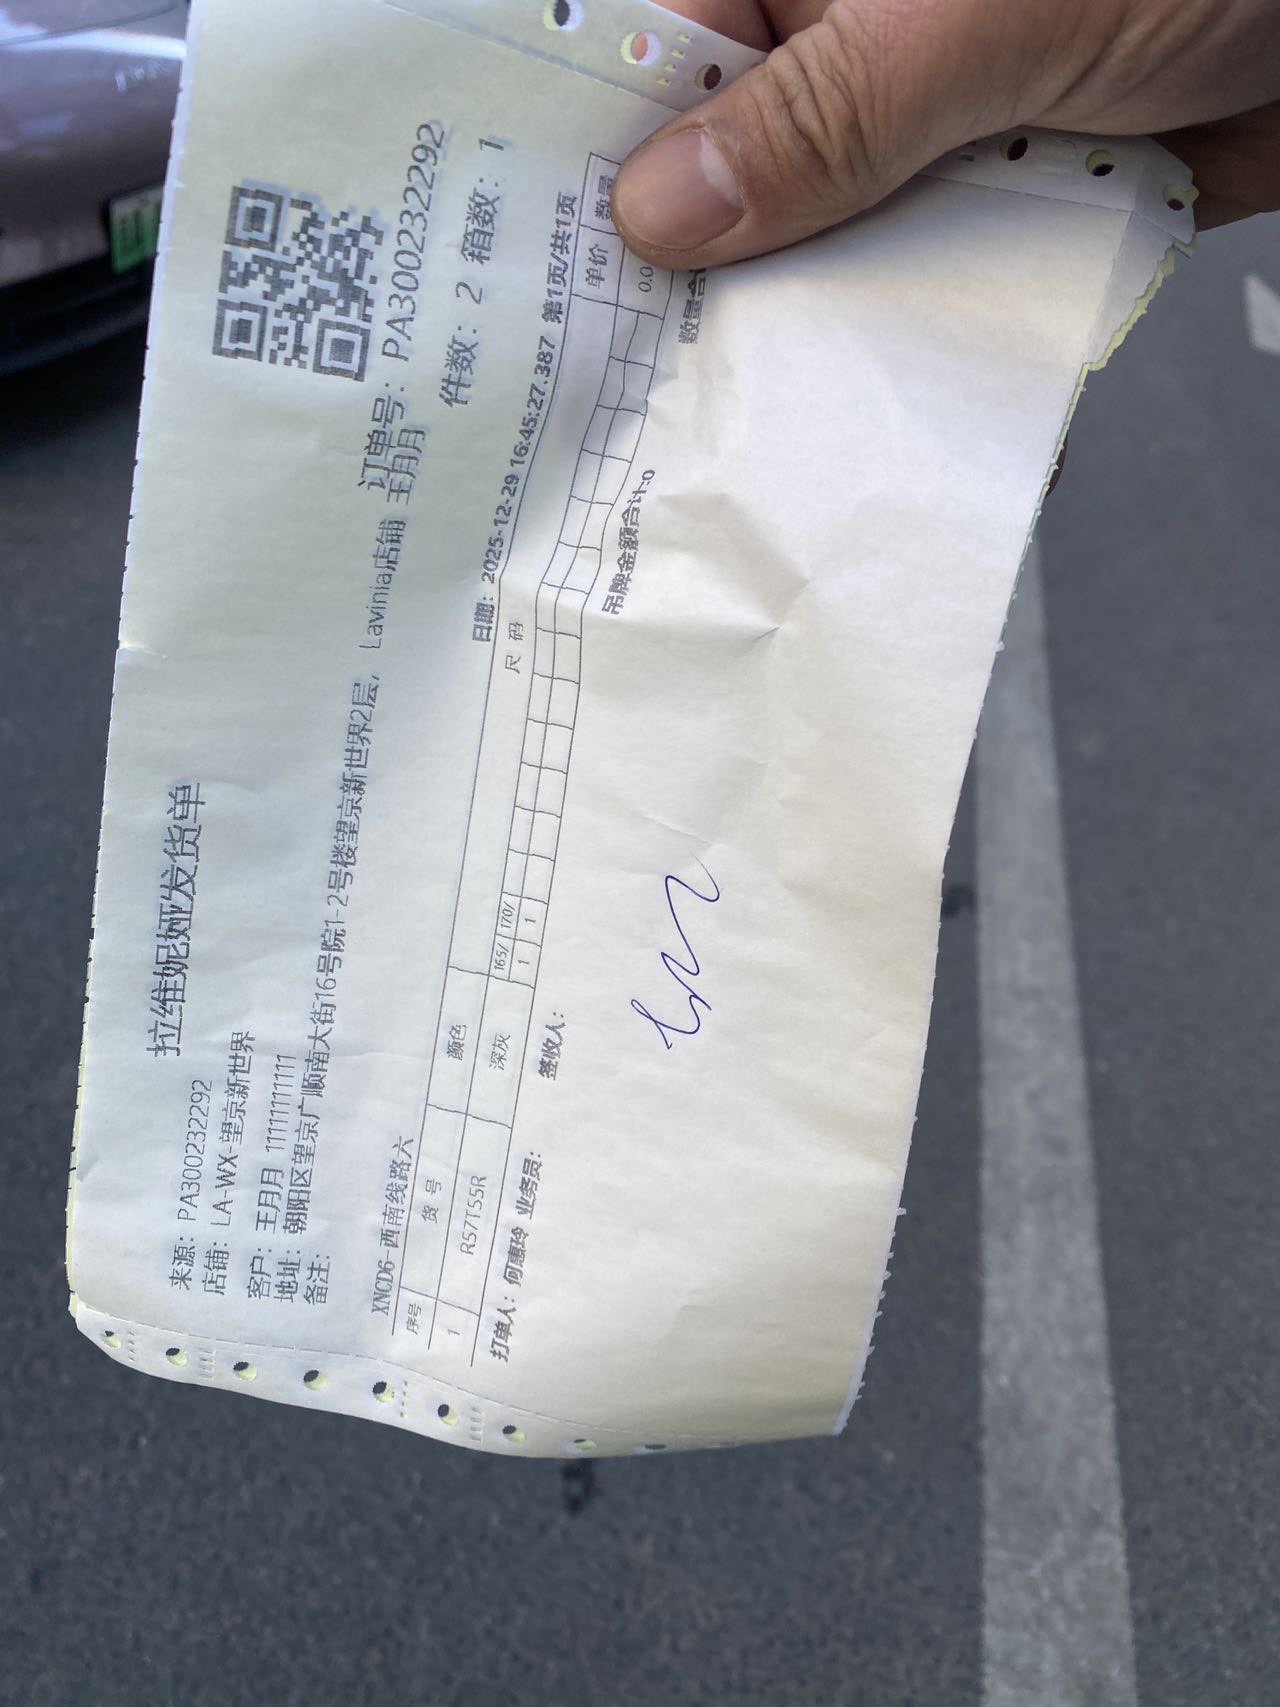 拉维妮娅发货单
来源：PA300232292
店铺：LA-WX-望京新世界
订单号：PA300232292
客户：王月月 11111111111
地址：朝阳区望京广顺南大街16号院1-2号楼望京新世界2层，Lavinia店铺 王月月
备注：
件数：2 箱数：1
XNCD6-西南线路六
日期：2025-12-29 16:45:27.387 第1页/共1页
序号 货号 颜色 尺码 单价 数量
165/ 170/
1 R57T55R 深灰 1 1 0.0
打单人：何惠玲 业务员： 签收人： 吊牌金额合计:0 数量合